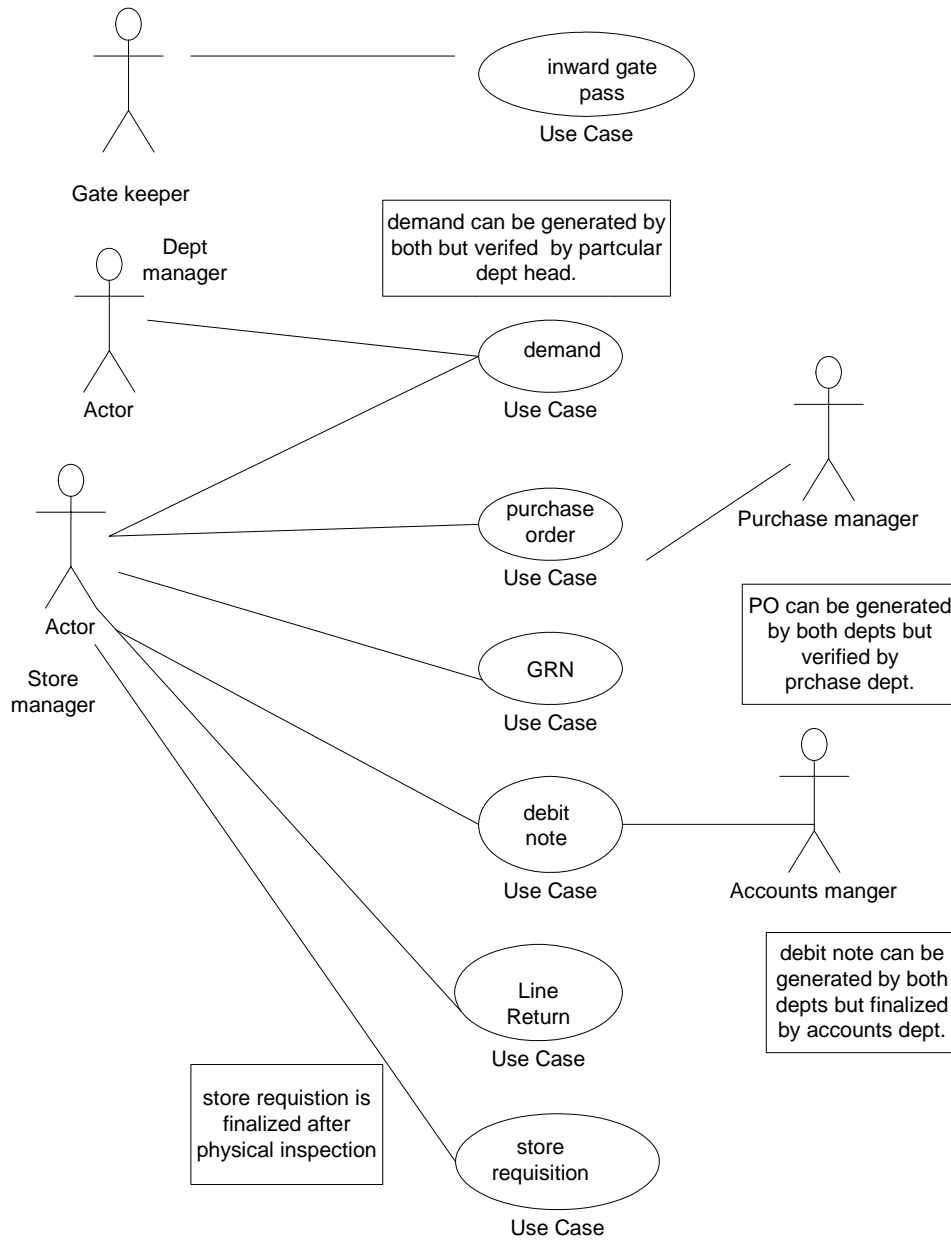 inward gate
pass
Use Case
Gate keeper
demand can be generated by
both but verifed by partcular
dept head.
Dept
manager
Actor
demand
Use Case
purchase
order
Use Case
Purchase manager
Actor
Store
manager
PO can be generated
by both depts but
verified by
prchase dept.
GRN
Use Case
debit
note
Use Case
Accounts manger
debit note can be
generated by both
depts but finalized
by accounts dept.
Line
Return
Use Case
store requistion is
finalized after
physical inspection
store
requisition
Use Case